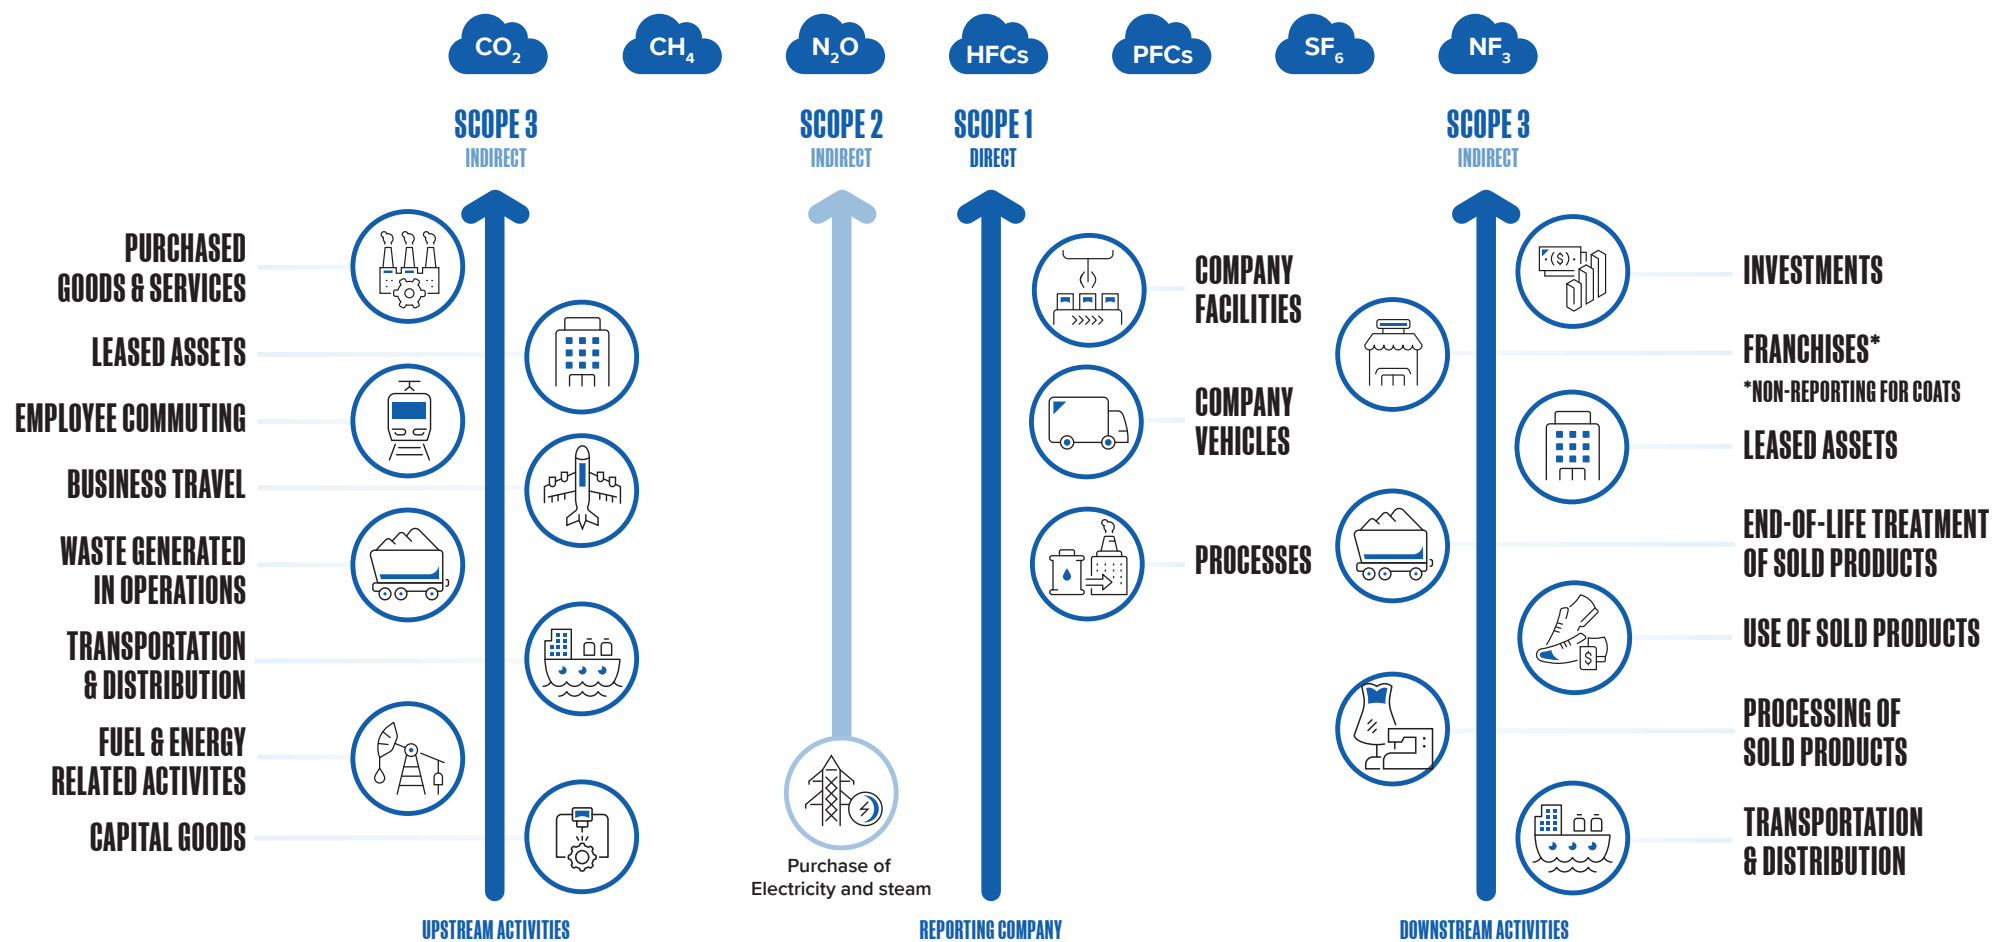 CO2
CH4
N2O
HFCs
PFCs
SF6
NF3
SCOPE 3
INDIRECT
SCOPE 2
INDIRECT
SCOPE 1
DIRECT
SCOPE 3
INDIRECT
PURCHASED
GOODS & SERVICES
LEASED ASSETS
EMPLOYEE COMMUTING
BUSINESS TRAVEL
WASTE GENERATED
IN OPERATIONS
TRANSPORTATION
& DISTRIBUTION
FUEL & ENERGY
RELATED ACTIVITES
CAPITAL GOODS
UPSTREAM ACTIVITIES
Purchase of
Electricity and steam
COMPANY
FACILITIES
COMPANY
VEHICLES
PROCESSES
REPORTING COMPANY
($)
INVESTMENTS
FRANCHISES*
*NON-REPORTING FOR COATS
LEASED ASSETS
END-OF-LIFE TREATMENT
OF SOLD PRODUCTS
$
USE OF SOLD PRODUCTS
PROCESSING OF
SOLD PRODUCTS
TRANSPORTATION
& DISTRIBUTION
DOWNSTREAM ACTIVITIES